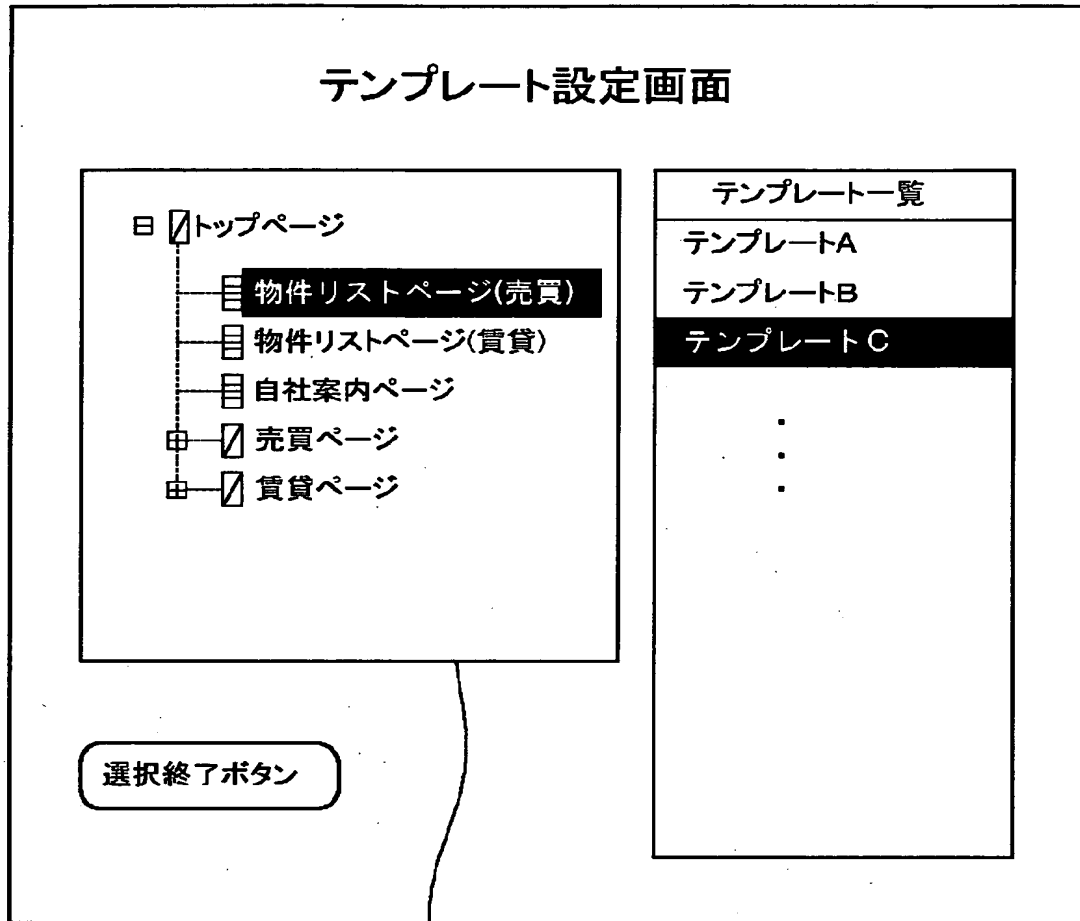 テンプレート設定画面
トップページ
物件リストページ(売買)
物件リストページ(賃貸)
自社案内ページ
売買ページ
賃貸ページ
選択終了ボタン
テンプレート一覧
テンプレートA
テンプレートB
テンプレートC